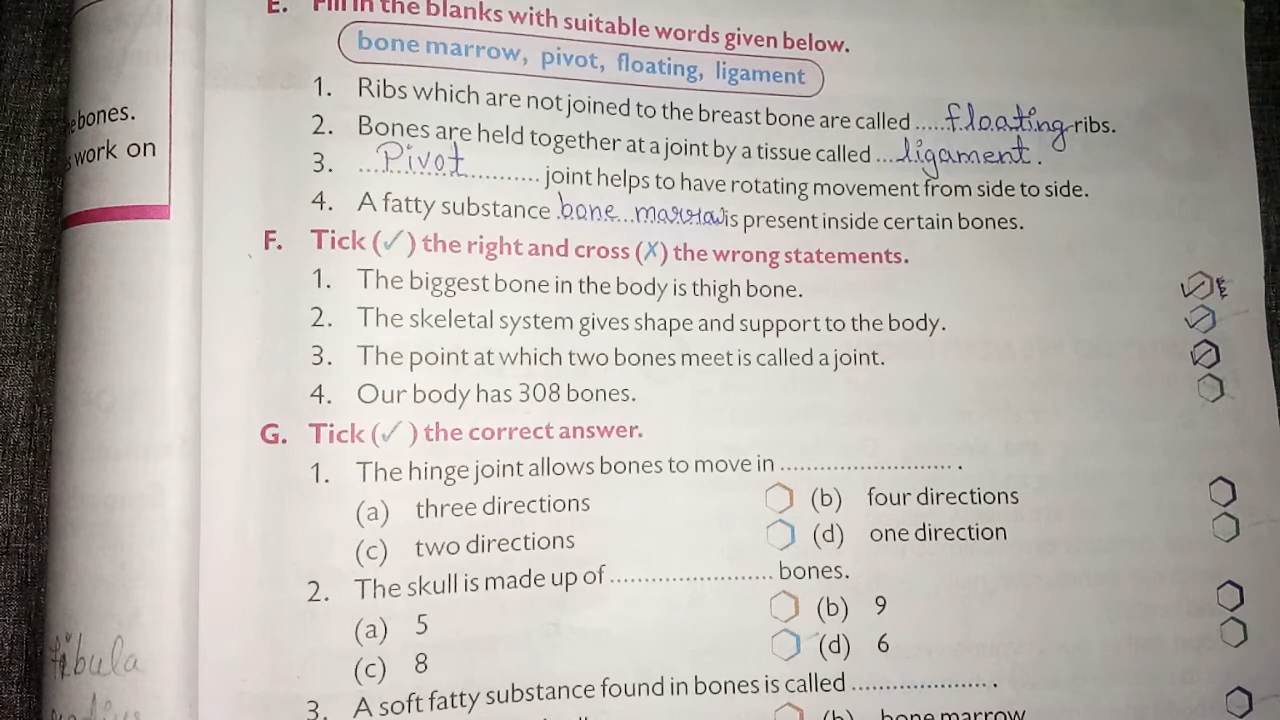 E. Fill in the blanks with suitable words given below.
bone marrow, pivot, floating, ligament
1. Ribs which are not joined to the breast bone are called ......floating ribs.
2. Bones are held together at a joint by a tissue called ...ligament.
3. ....Pivot.......... joint helps to have rotating movement from side to side.
4. A fatty substance bone marrow is present inside certain bones.
bones.
work on
F. Tick (✓) the right and cross (✗) the wrong statements.
1. The biggest bone in the body is thigh bone. ✓
2. The skeletal system gives shape and support to the body. ✓
3. The point at which two bones meet is called a joint. ✓
4. Our body has 308 bones.
G. Tick (✓) the correct answer.
1. The hinge joint allows bones to move in .......................... .
(a) three directions (b) four directions
(c) two directions (d) one direction
2. The skull is made up of ........................ bones.
(a) 5 (b) 9
(c) 8 (d) 6
3. A soft fatty substance found in bones is called .................... .
(b) bone marrow
fibula